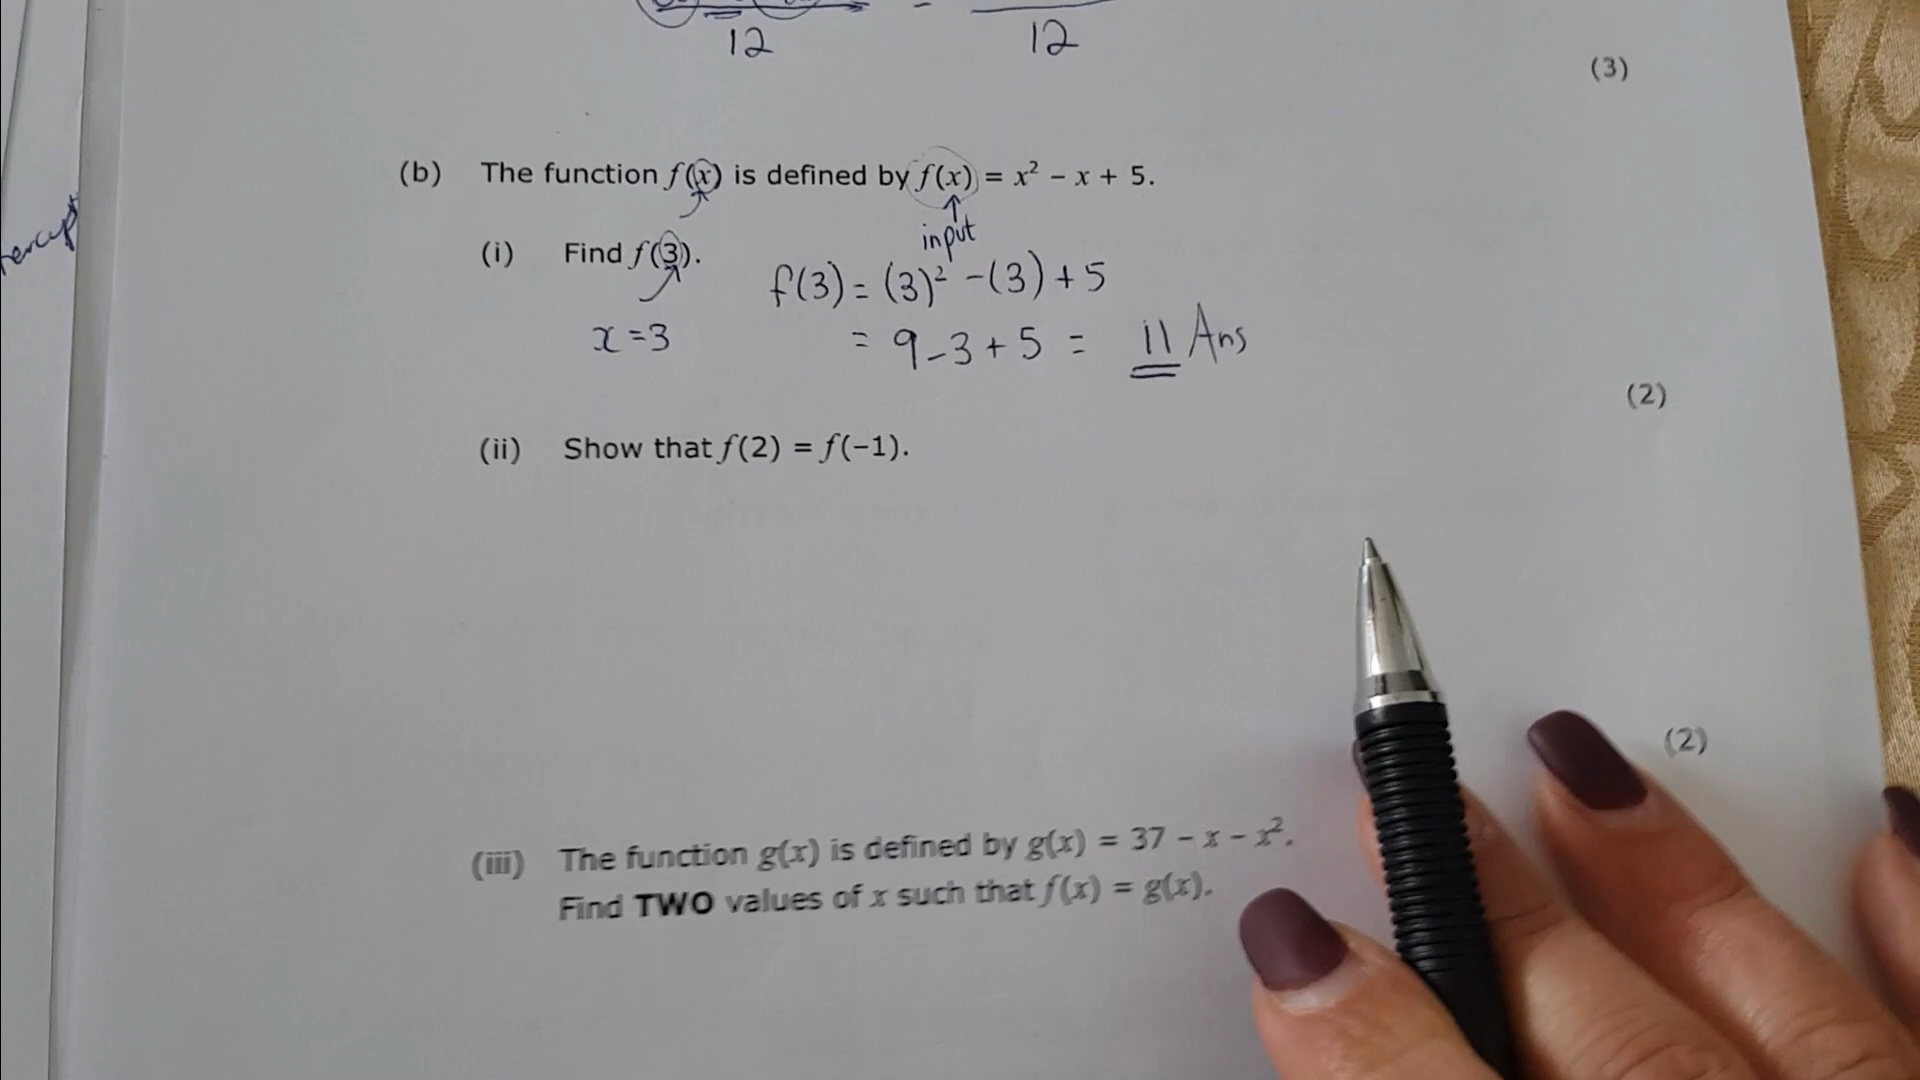 12 12
(3)
(b) The function f(x) is defined by f(x) = x² − x + 5.
input
(i) Find f(3).
f(3) = (3)² -(3) + 5
x = 3
= 9 - 3 + 5 = 11 Ans
(2)
(ii) Show that f(2) = f(−1).
(2)
(iii) The function g(x) is defined by g(x) = 37 − x − x².
Find TWO values of x such that f(x) = g(x).